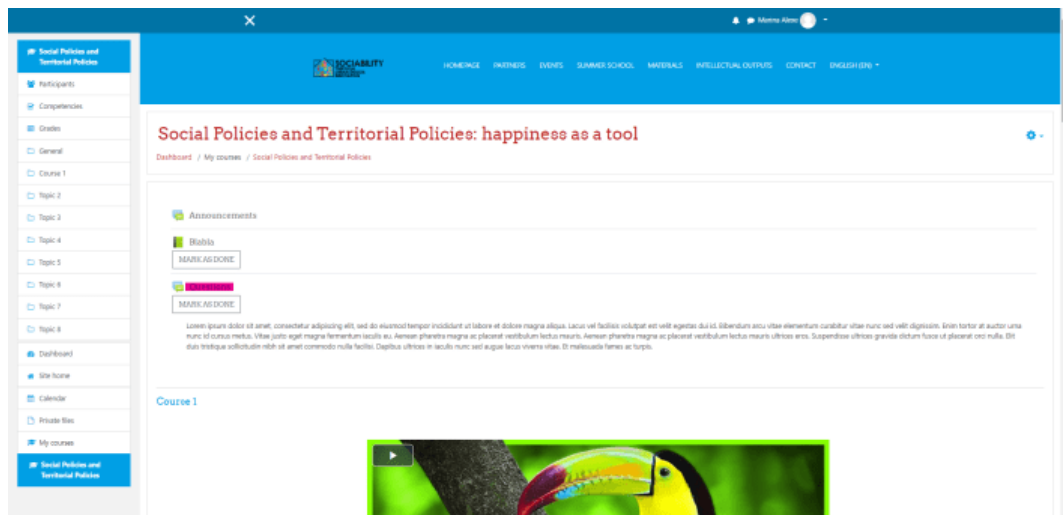 Social Policies and
Territorial Policies
Participants
Competencies
Grades
General
Course 1
Topic 2
Topic 3
Topic 4
Topic 5
Topic 6
Topic 7
Topic 8
Dashboard
Site home
Calendar
Private files
My courses
Social Policies and
Territorial Policies
SOCIABILITY
HOMEPAGE PARTNERS EVENTS SUMMER SCHOOL MATERIALS INTELLECTUAL OUTPUTS CONTACT ENGLISH (EN)
Social Policies and Territorial Policies: happiness as a tool
Dashboard / My courses / Social Policies and Territorial Policies
Announcements
Blabla
MARK AS DONE
Questions
MARK AS DONE
Lorem ipsum dolor sit amet, consectetur adipiscing elit, sed do eiusmod tempor incididunt ut labore et dolore magna aliqua. Lacus vel facilisis volutpat est velit egestas dui id. Bibendum arcu vitae elementum curabitur vitae nunc sed velit dignissim. Enim tortor at auctor urna
nunc id cursus metus. Vitae justo eget magna fermentum iaculis eu. Aenean pharetra magna ac placerat vestibulum lectus mauris. Aenean pharetra magna ac placerat vestibulum lectus mauris ultrices eros. Suspendisse ultrices gravida dictum fusce ut placerat orci nulla. Elit
duis tristique sollicitudin nibh sit amet commodo nulla facilisi. Dapibus ultrices in iaculis nunc sed augue lacus viverra vitae. Et malesuada fames ac turpis.
Course 1